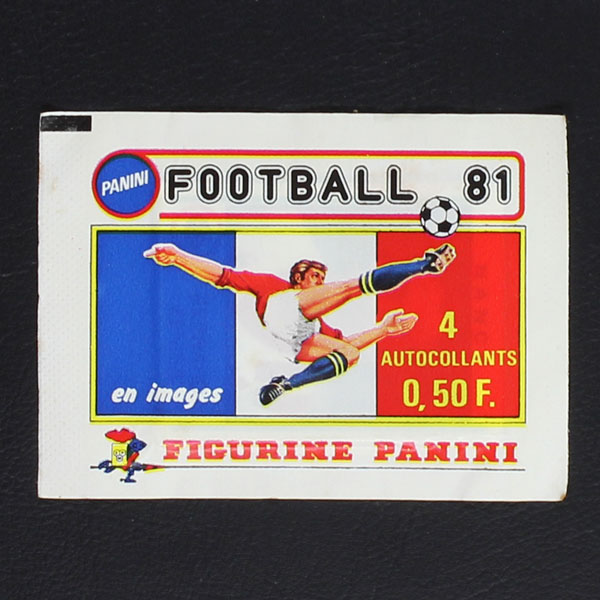 PANINI
FOOTBALL 81
4
AUTOCOLLANTS
0,50 F.
en images
FIGURINE PANINI